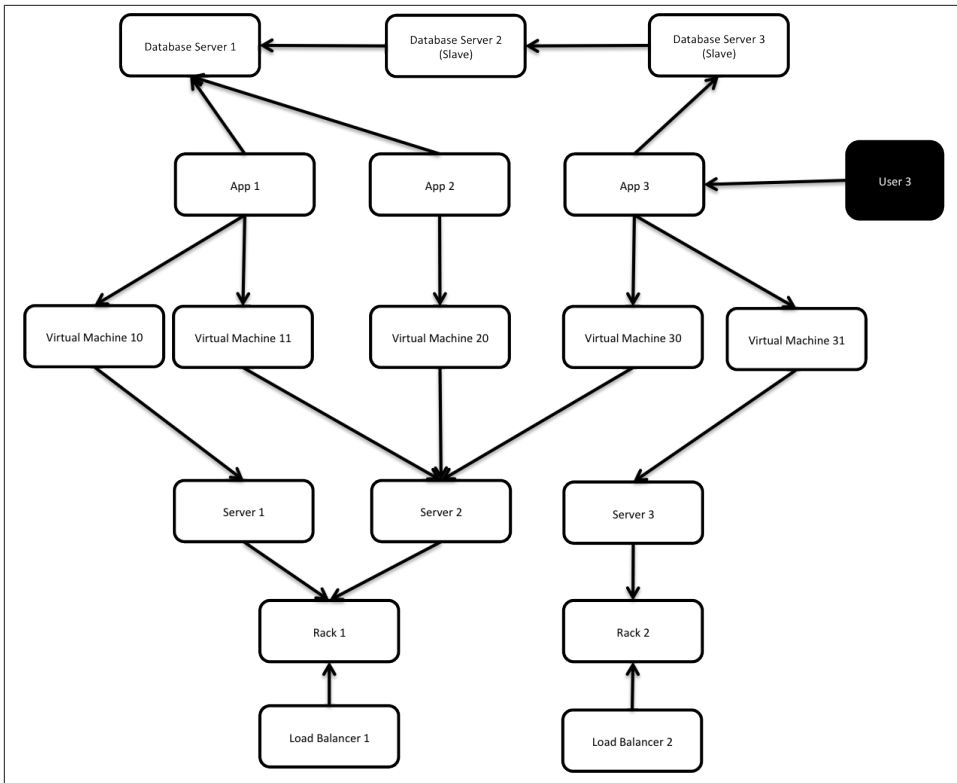 Database Server 1
Database Server 2
(Slave)
Database Server 3
(Slave)
App 1
App 2
App 3
User 3
Virtual Machine 10
Virtual Machine 11
Virtual Machine 20
Virtual Machine 30
Virtual Machine 31
Server 1
Server 2
Server 3
Rack 1
Rack 2
Load Balancer 1
Load Balancer 2